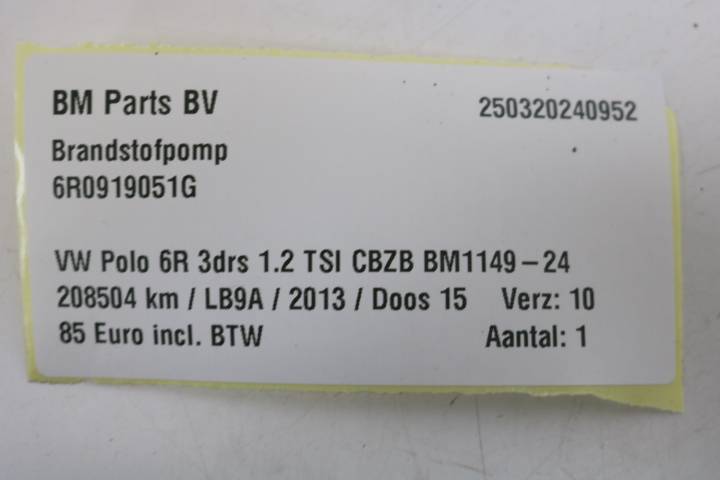 BM Parts BV 250320240952
Brandstofpomp
6R0919051G
VW Polo 6R 3drs 1.2 TSI CBZB BM1149-24
208504 km / LB9A / 2013 / Doos 15 Verz: 10
85 Euro incl. BTW Aantal: 1